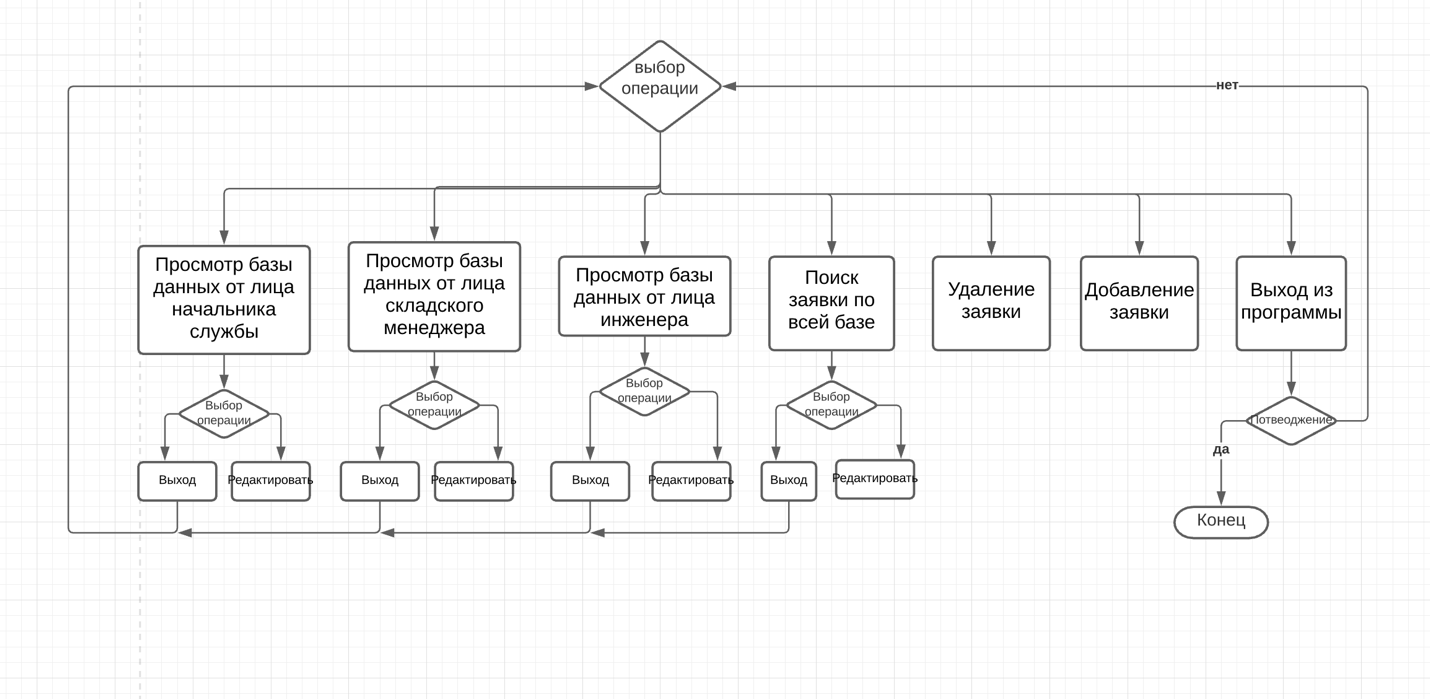 выбор
операции
нет
Просмотр базы
данных от лица
начальника
службы
Просмотр базы
данных от лица
складского
менеджера
Просмотр базы
данных от лица
инженера
Поиск
заявки по
всей базе
Удаление
заявки
Добавление
заявки
Выход из
программы
Выбор
операции
Выбор
операции
Выбор
операции
Выбор
операции
Потвеоджение
да
Выход
Редактировать
Выход
Редактировать
Выход
Редактировать
Выход
Редактировать
Конец